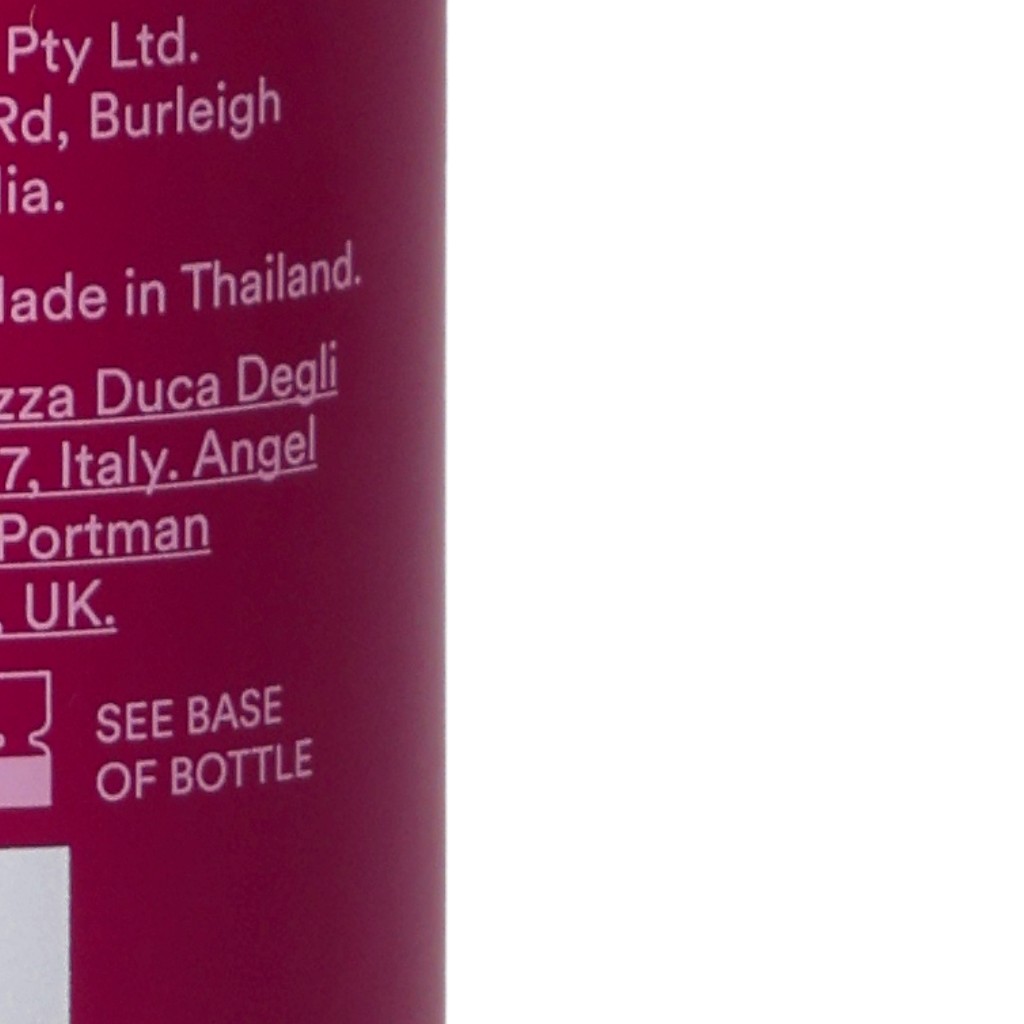 Pty Ltd.
Rd, Burleigh
lia.
ade in Thailand.
zza Duca Degli
7, Italy. Angel
Portman
, UK.
SEE BASE
OF BOTTLE